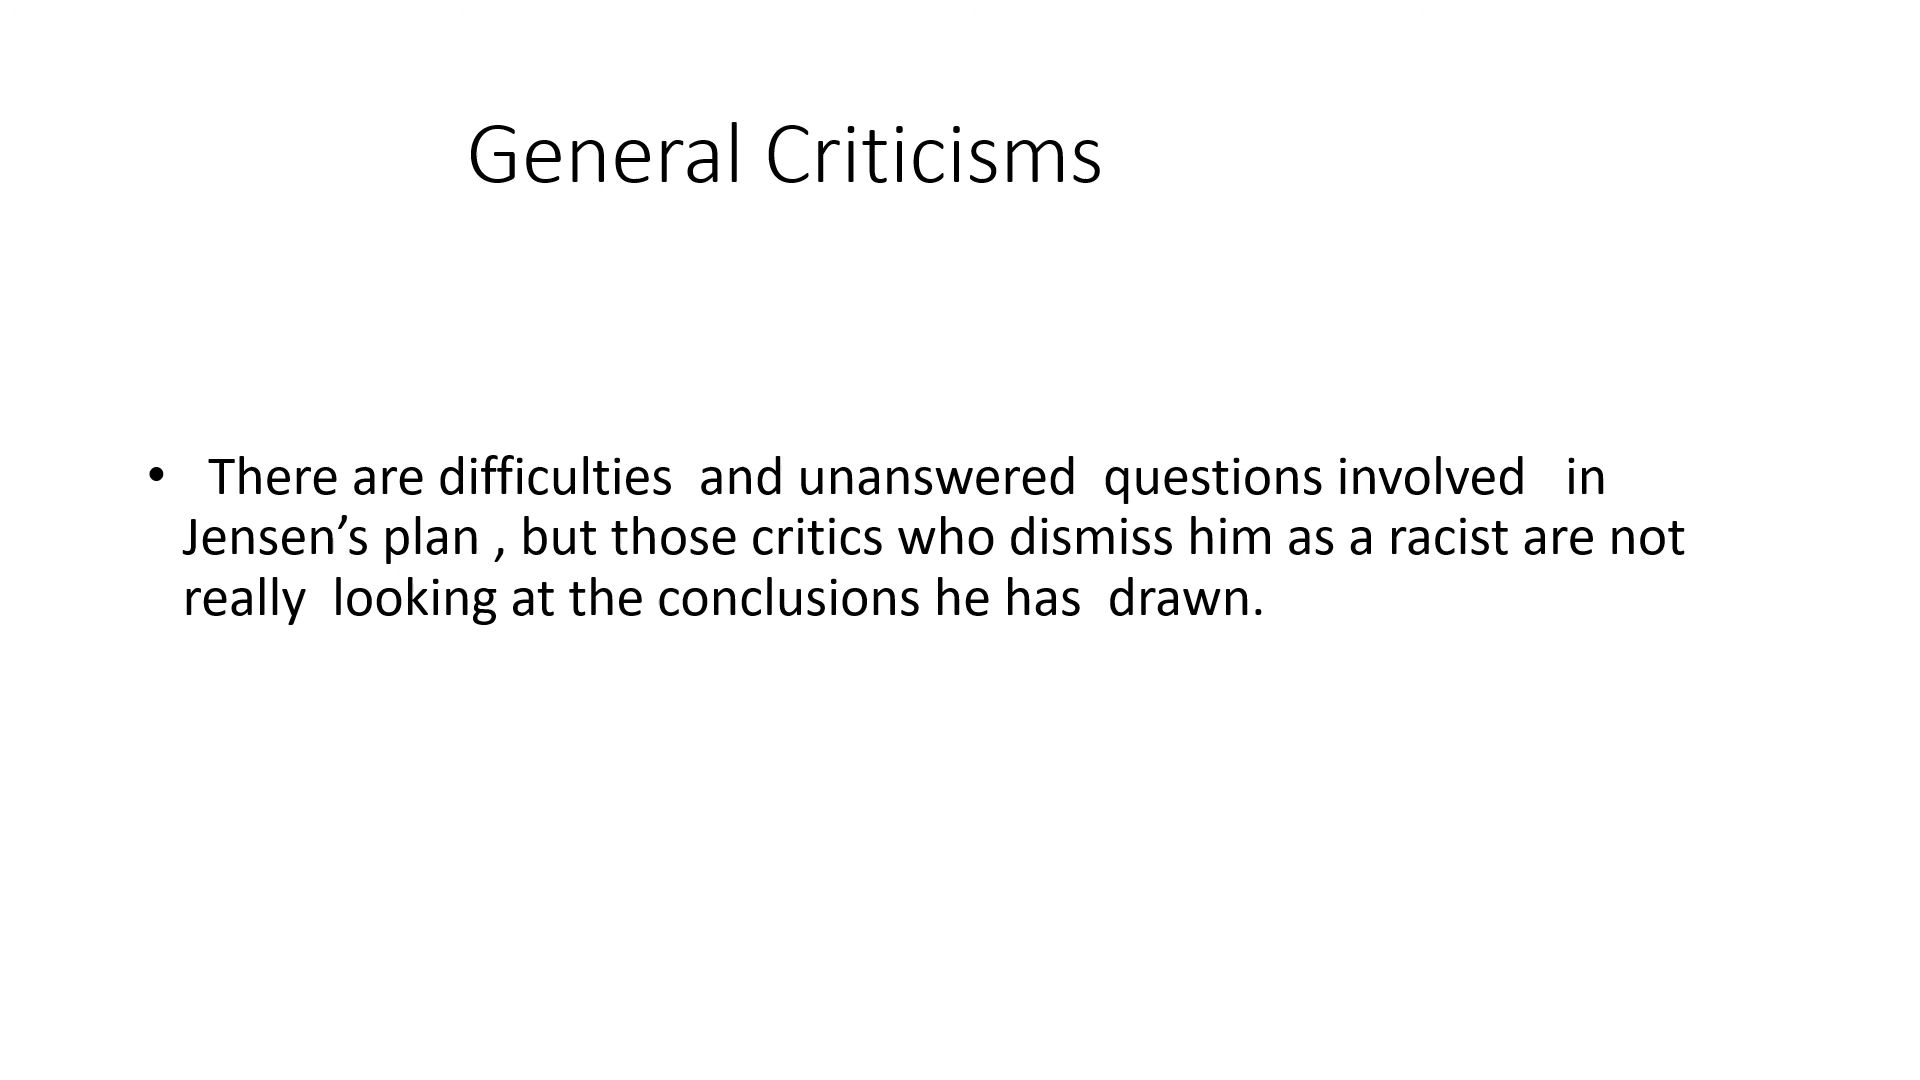 General Criticisms
• There are difficulties and unanswered questions involved in
Jensen’s plan , but those critics who dismiss him as a racist are not
really looking at the conclusions he has drawn.